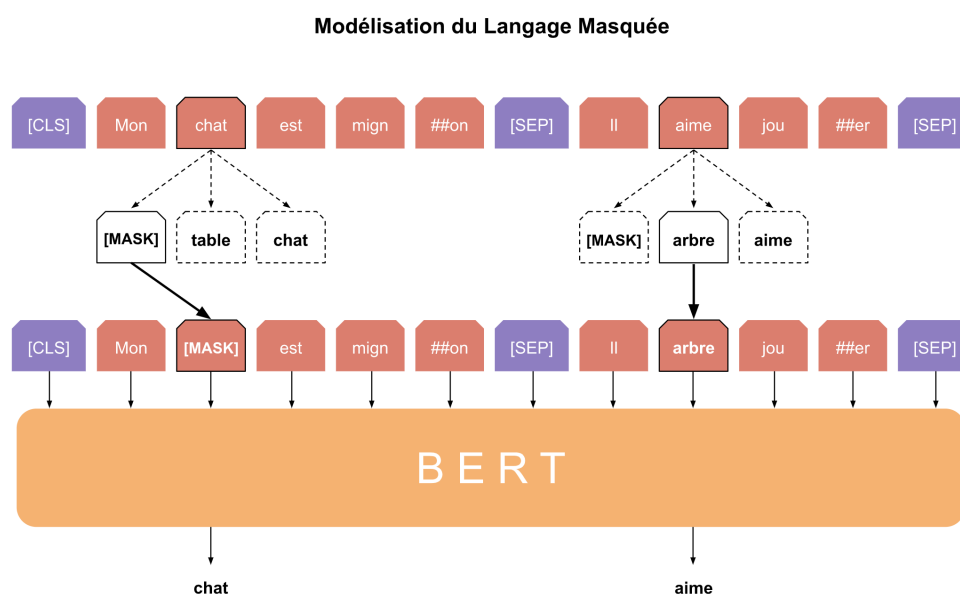 Modélisation du Langage Masquée
[CLS] Mon chat est mign ##on [SEP] Il aime jou ##er [SEP]
[MASK] table chat [MASK] arbre aime
[CLS] Mon [MASK] est mign ##on [SEP] Il arbre jou ##er [SEP]
BERT
chat aime